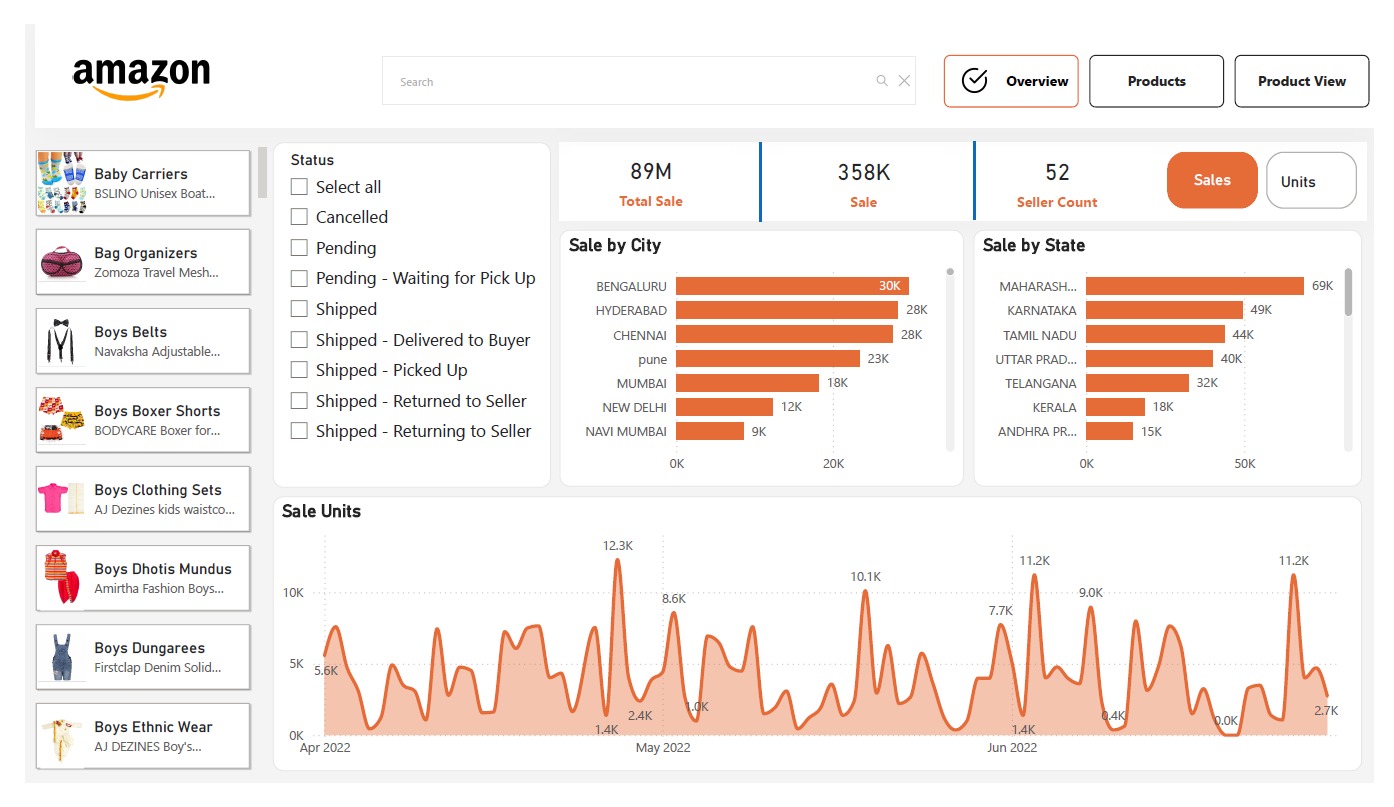 amazon
Search
Overview
Products
Product View
Baby Carriers
BSLINO Unisex Boat...
Bag Organizers
Zomoza Travel Mesh...
Boys Belts
Navaksha Adjustable...
Boys Boxer Shorts
BODYCARE Boxer for...
Boys Clothing Sets
AJ Dezines kids waistco...
Boys Dhotis Mundus
Amirtha Fashion Boys...
Boys Dungarees
Firstclap Denim Solid...
Boys Ethnic Wear
AJ DEZINES Boy's...
Status
Select all
Cancelled
Pending
Pending - Waiting for Pick Up
Shipped
Shipped - Delivered to Buyer
Shipped - Picked Up
Shipped - Returned to Seller
Shipped - Returning to Seller
89M
Total Sale
358K
Sale
52
Seller Count
Sales
Units
Sale by City
BENGALURU 30K
HYDERABAD 28K
CHENNAI 28K
pune 23K
MUMBAI 18K
NEW DELHI 12K
NAVI MUMBAI 9K
0K 20K
Sale by State
MAHARASH... 69K
KARNATAKA 49K
TAMIL NADU 44K
UTTAR PRAD... 40K
TELANGANA 32K
KERALA 18K
ANDHRA PR... 15K
0K 50K
Sale Units
12.3K
11.2K
11.2K
10.1K
10K
8.6K
9.0K
7.7K
5K
5.6K
2.4K
1.0K
0.4K
0.0K
2.7K
1.4K
1.4K
0K
Apr 2022 May 2022 Jun 2022